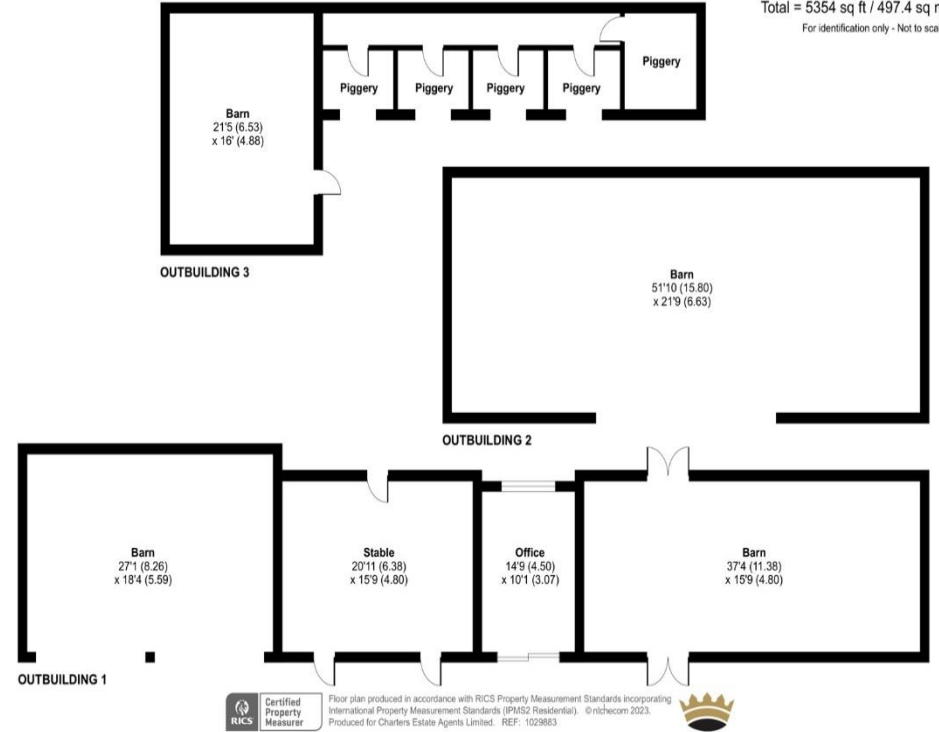 Total = 5354 sq ft / 497.4 sq m
For identification only - Not to scale
Piggery
Piggery
Piggery
Piggery
Piggery
Barn
21'5 (6.53)
x 16' (4.88)
OUTBUILDING 3
Barn
51'10 (15.80)
x 21'9 (6.63)
OUTBUILDING 2
Barn
27'1 (8.26)
x 18'4 (5.59)
Stable
20'11 (6.38)
x 15'9 (4.80)
Office
14'9 (4.50)
x 10'1 (3.07)
Barn
37'4 (11.38)
x 15'9 (4.80)
OUTBUILDING 1
RICS
Certified
Property
Measurer
Floor plan produced in accordance with RICS Property Measurement Standards incorporating
International Property Measurement Standards (IPMS2 Residential). © nichecom 2023.
Produced for Charters Estate Agents Limited. REF: 1029883